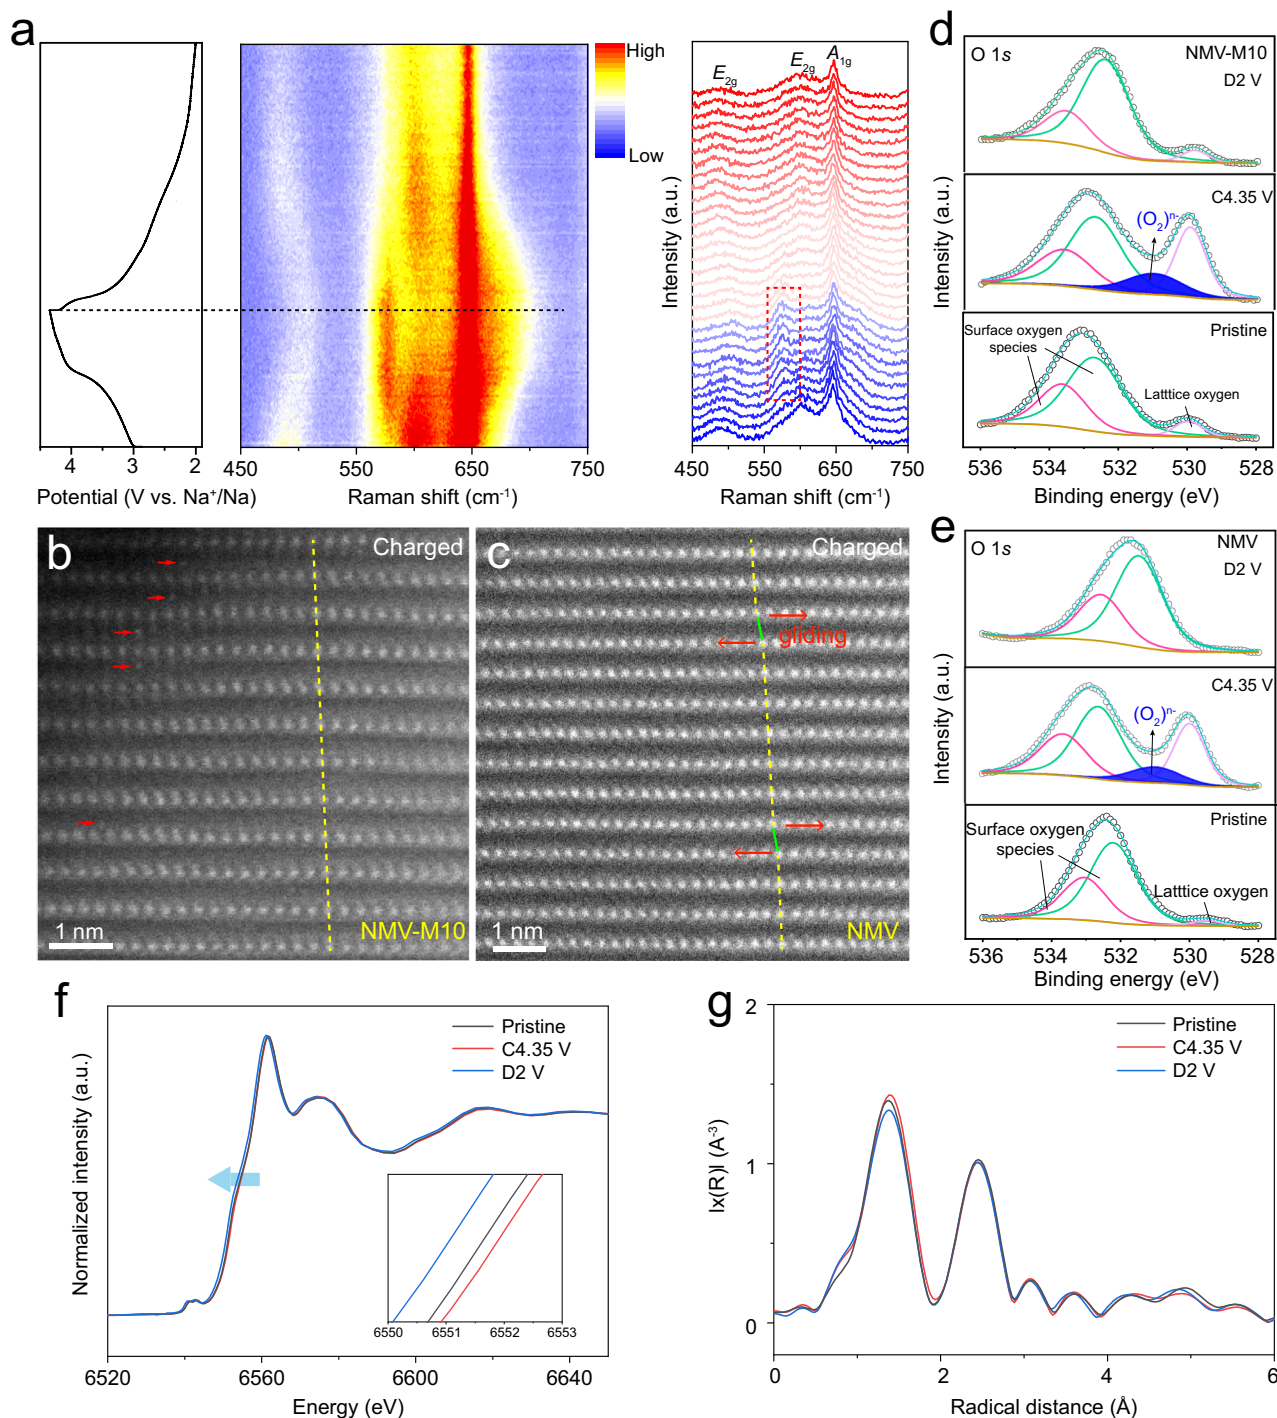 a
4
3
2
Potential (V vs. Na⁺/Na)
High
Low
450
550
650
750
Raman shift (cm⁻¹)
E2g
E2g
A1g
Intensity (a.u.)
450
550
650
750
Raman shift (cm⁻¹)
b
Charged
1 nm
NMV-M10
c
Charged
gliding
1 nm
NMV
d
O 1s
NMV-M10
D2 V
C4.35 V
(O₂)ⁿ⁻
Pristine
Surface oxygen
species
Latttice oxygen
Intensity (a.u.)
536
534
532
530
528
Binding energy (eV)
e
O 1s
NMV
D2 V
C4.35 V
(O₂)ⁿ⁻
Pristine
Surface oxygen
species
Latttice oxygen
Intensity (a.u.)
536
534
532
530
528
Binding energy (eV)
f
Pristine
C4.35 V
D2 V
Normalized intensity (a.u.)
6550
6551
6552
6553
6520
6560
6600
6640
Energy (eV)
g
Pristine
C4.35 V
D2 V
2
1
0
Ix(R)I (A⁻³)
0
2
4
6
Radical distance (Å)